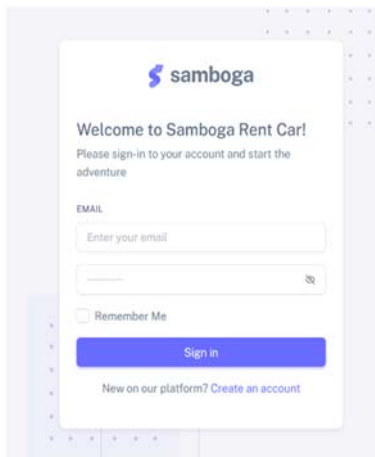 samboga
Welcome to Samboga Rent Car!
Please sign-in to your account and start the
adventure
EMAIL
Enter your email
Remember Me
Sign in
New on our platform? Create an account